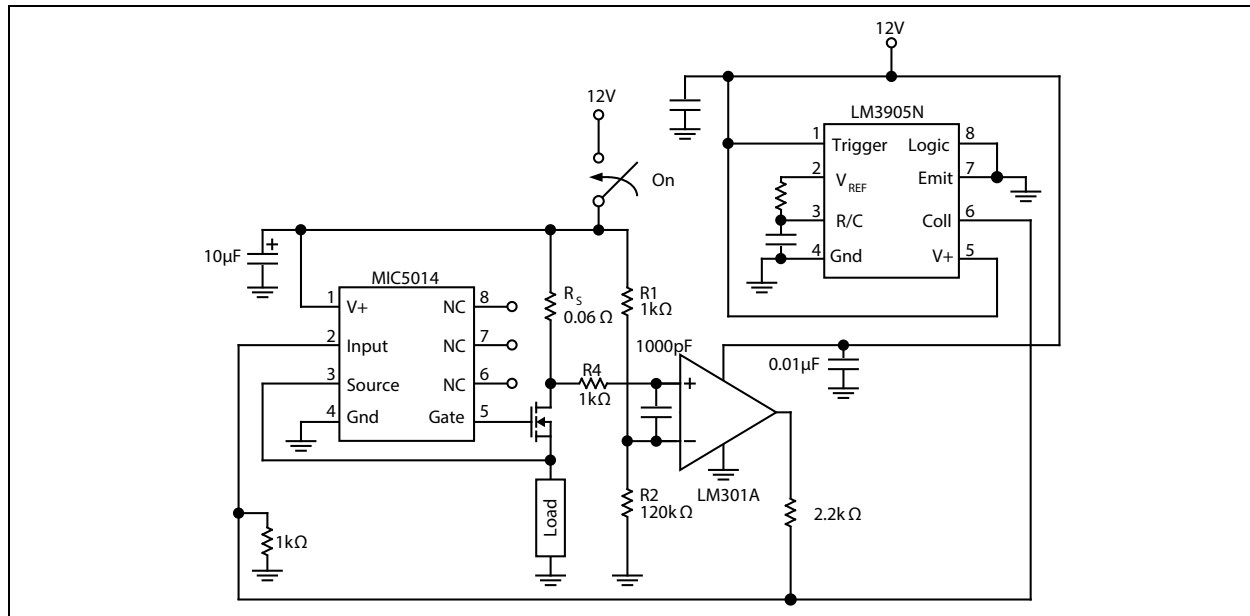 12V
LM3905N
1 Trigger Logic 8
2 VREF Emit 7
3 R/C Coll 6
4 Gnd V+ 5
12V
On
10µF +
MIC5014
1 V+ NC 8
2 Input NC 7
3 Source NC 6
4 Gnd Gate 5
RS
0.06 Ω
R1
1kΩ
1000pF
R4
1kΩ
+
−
LM301A
0.01µF
R2
120kΩ
2.2kΩ
Load
1kΩ